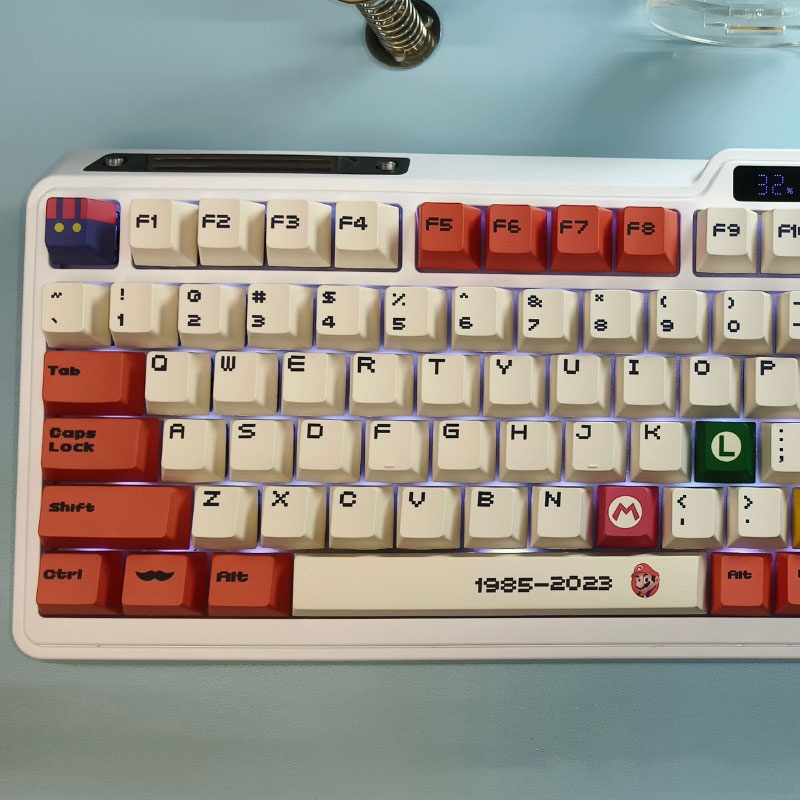 32%
F1 F2 F3 F4 F5 F6 F7 F8 F9
~ ! @ # $ % ^ & * ( )
` 1 2 3 4 5 6 7 8 9 0
Tab Q W E R T Y U I O P
Caps
Lock A S D F G H J K L :
;
Shift Z X C V B N M < >
, .
Ctrl Alt 1985-2023 Alt